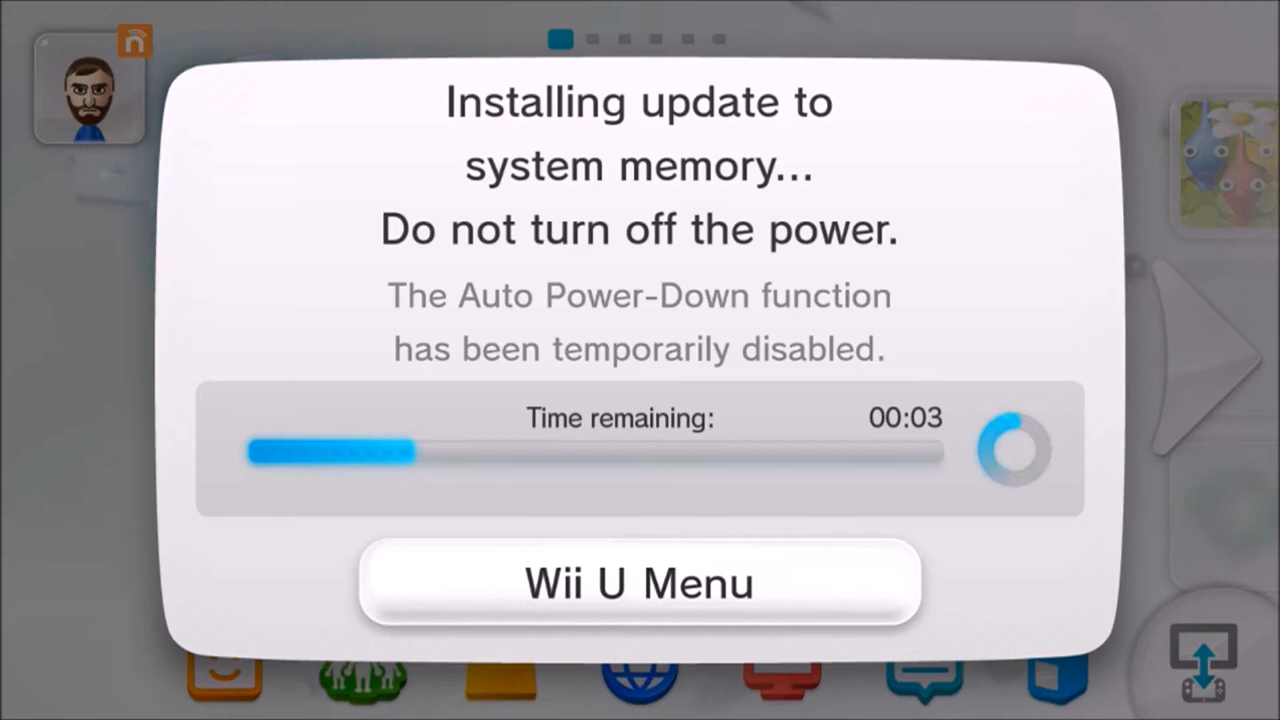 n
Installing update to
system memory...
Do not turn off the power.
The Auto Power-Down function
has been temporarily disabled.
Time remaining: 00:03
Wii U Menu